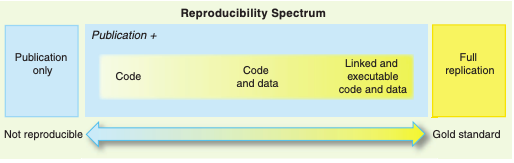 Reproducibility Spectrum
Publication +
Publication
only
Code
Code
and data
Linked and
executable
code and data
Full
replication
Not reproducible
Gold standard